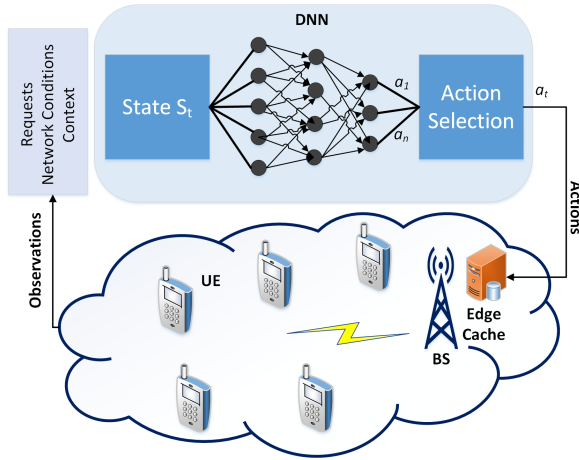 DNN
Requests
Network Conditions
Context
State St
a1
an
Action
Selection
at
Observations
Actions
UE
BS
Edge
Cache